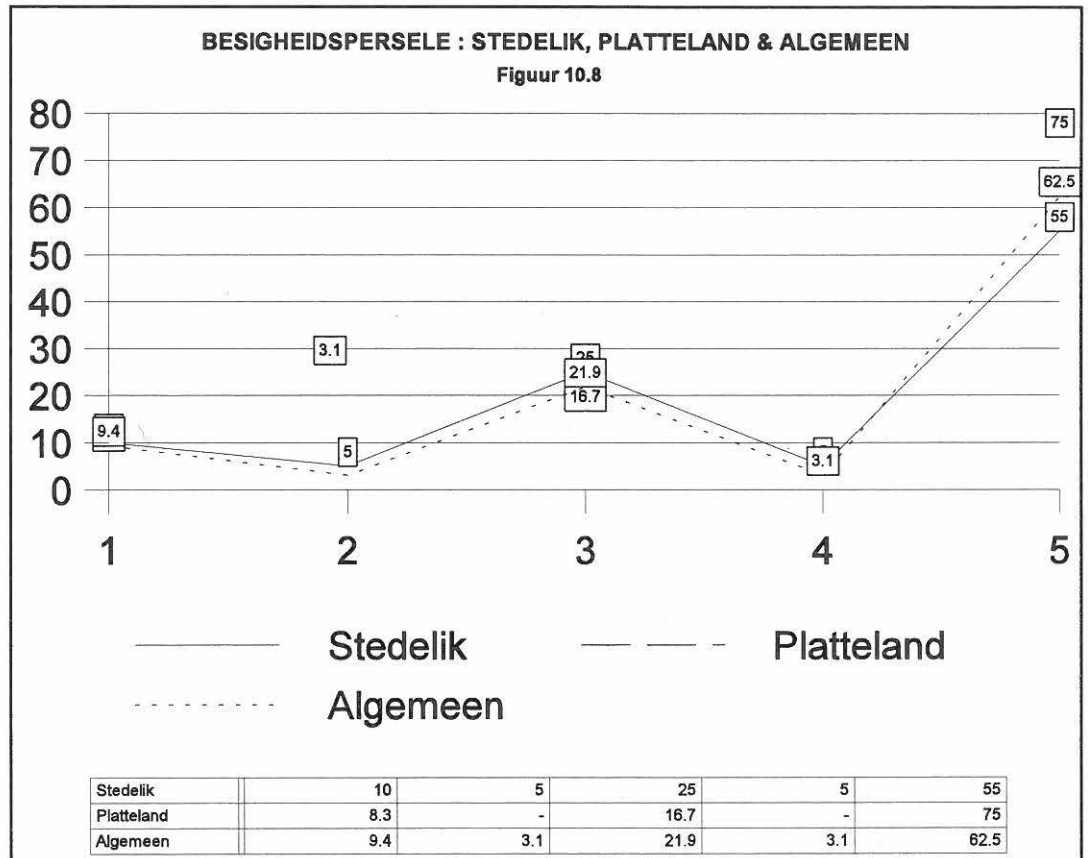 BESIGHEIDSPERSELE : STEDELIK, PLATTELAND & ALGEMEEN
Figuur 10.8
80
70
60
50
40
30
20
10
0
75
62.5
55
3.1
25
21.9
16.7
9.4
5
3.1
1 2 3 4 5
Stedelik Platteland
Algemeen
Stedelik 10 5 25 5 55
Platteland 8.3 - 16.7 - 75
Algemeen 9.4 3.1 21.9 3.1 62.5